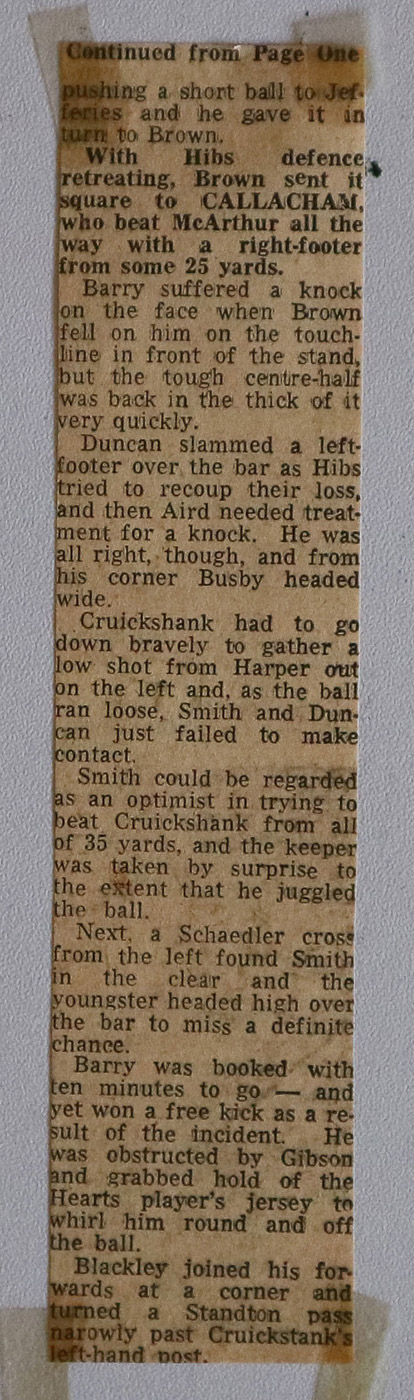 Continued from Page One
pushing a short ball to Jef-
feries and he gave it in
turn to Brown.
With Hibs defence
retreating, Brown sent it
square to CALLACHAM,
who beat McArthur all the
way with a right-footer
from some 25 yards.
Barry suffered a knock
on the face when Brown
fell on him on the touch-
line in front of the stand,
but the tough centre-half
was back in the thick of it
very quickly.
Duncan slammed a left-
footer over the bar as Hibs
tried to recoup their loss,
and then Aird needed treat-
ment for a knock. He was
all right, though, and from
his corner Busby headed
wide.
Cruickshank had to go
down bravely to gather a
low shot from Harper out
on the left and, as the ball
ran loose, Smith and Dun-
can just failed to make
contact.
Smith could be regarded
as an optimist in trying to
beat Cruickshank from all
of 35 yards, and the keeper
was taken by surprise to
the extent that he juggled
the ball.
Next, a Schaedler cross
from the left found Smith
in the clear and the
youngster headed high over
the bar to miss a definite
chance.
Barry was booked with
ten minutes to go — and
yet won a free kick as a re-
sult of the incident. He
was obstructed by Gibson
and grabbed hold of the
Hearts player's jersey to
whirl him round and off
the ball.
Blackley joined his for-
wards at a corner and
turned a Standton pass
narowly past Cruickstank's
left-hand post.